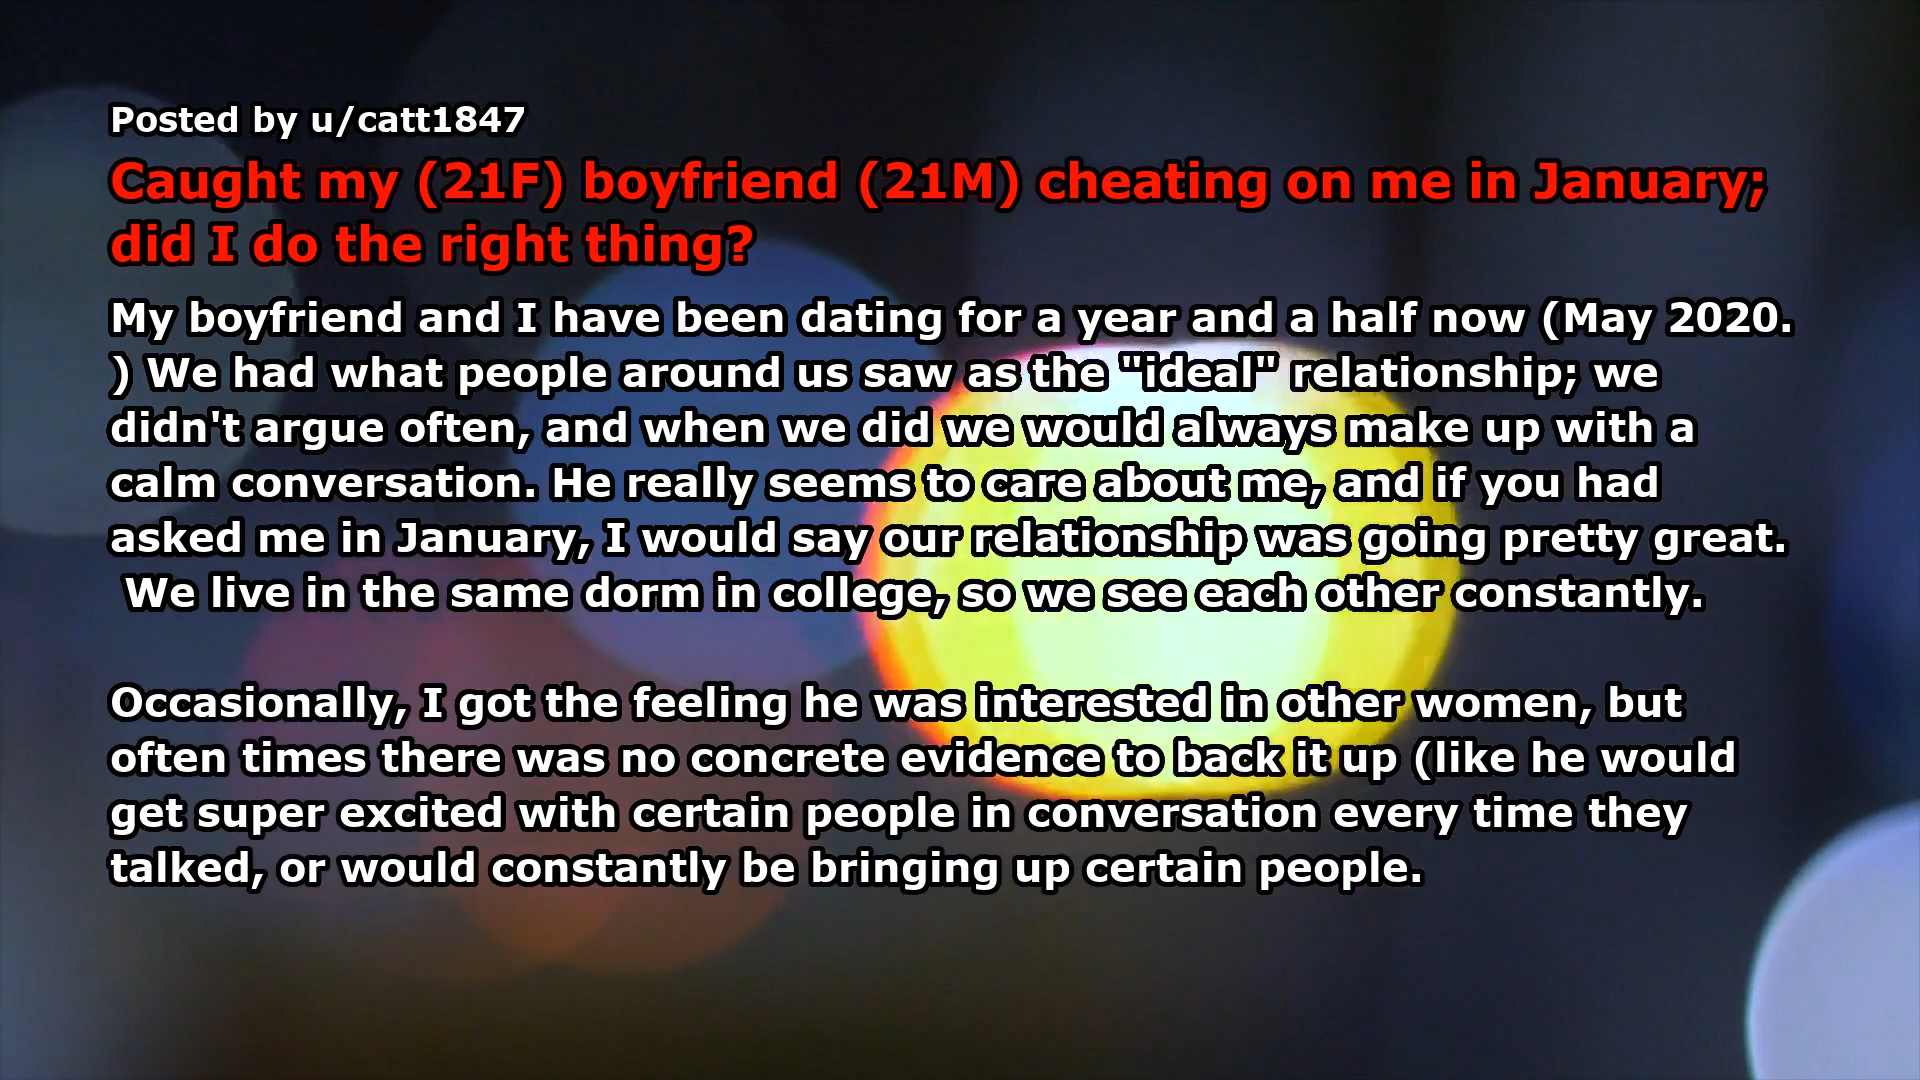 Posted by u/catt1847
Caught my (21F) boyfriend (21M) cheating on me in January;
did I do the right thing?
My boyfriend and I have been dating for a year and a half now (May 2020.
) We had what people around us saw as the "ideal" relationship; we
didn't argue often, and when we did we would always make up with a
calm conversation. He really seems to care about me, and if you had
asked me in January, I would say our relationship was going pretty great.
We live in the same dorm in college, so we see each other constantly.
Occasionally, I got the feeling he was interested in other women, but
often times there was no concrete evidence to back it up (like he would
get super excited with certain people in conversation every time they
talked, or would constantly be bringing up certain people.